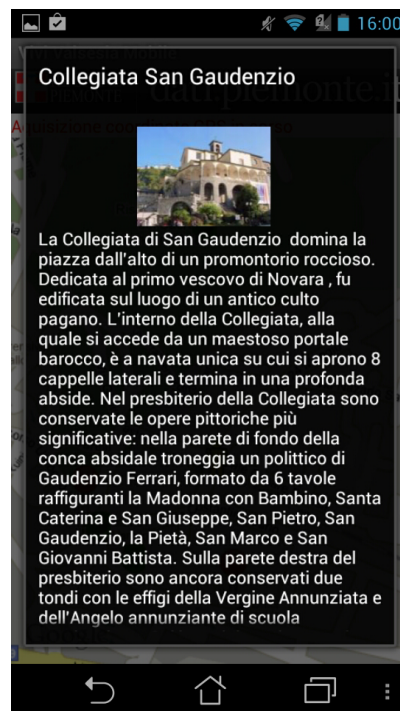 16:00
Collegiata San Gaudenzio
dati.piemonte.it
La Collegiata di San Gaudenzio domina la
piazza dall'alto di un promontorio roccioso.
Dedicata al primo vescovo di Novara , fu
edificata sul luogo di un antico culto
pagano. L'interno della Collegiata, alla
quale si accede da un maestoso portale
barocco, è a navata unica su cui si aprono 8
cappelle laterali e termina in una profonda
abside. Nel presbiterio della Collegiata sono
conservate le opere pittoriche più
significative: nella parete di fondo della
conca absidale troneggia un polittico di
Gaudenzio Ferrari, formato da 6 tavole
raffiguranti la Madonna con Bambino, Santa
Caterina e San Giuseppe, San Pietro, San
Gaudenzio, la Pietà, San Marco e San
Giovanni Battista. Sulla parete destra del
presbiterio sono ancora conservati due
tondi con le effigi della Vergine Annunziata e
dell'Angelo annunziante di scuola